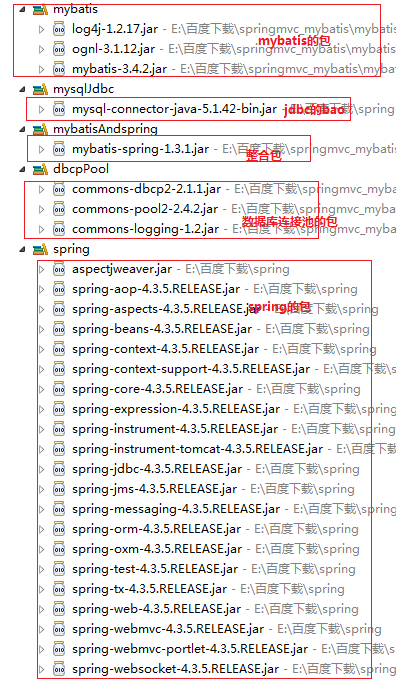 mybatis
log4j-1.2.17.jar - E:\百度下载\springmvc_mybatis
ognl-3.1.12.jar - E:\百度下载\springmvc_mybatis\
mybatis-3.4.2.jar - E:\百度下载\springmvc_mybatis
mybatis的包
mysqlJdbc
mysql-connector-java-5.1.42-bin.jar
jdbc的bao
mybatisAndspring
mybatis-spring-1.3.1.jar - E:\百度下载\springmvc_mybatis
整合包
dbcpPool
commons-dbcp2-2.1.1.jar - E:\百度下载\springmvc
commons-pool2-2.4.2.jar - E:\百度下载\springmvc
commons-logging-1.2.jar - E:\百度下载\springmvc_
数据库连接池的包
spring
aspectjweaver.jar - E:\百度下载\spring
spring-aop-4.3.5.RELEASE.jar - E:\百度下载\spring
spring的包
spring-aspects-4.3.5.RELEASE.jar - E:\百度下载\spring
spring-beans-4.3.5.RELEASE.jar - E:\百度下载\spring
spring-context-4.3.5.RELEASE.jar - E:\百度下载\spring
spring-context-support-4.3.5.RELEASE.jar - E:\百度下载
spring-core-4.3.5.RELEASE.jar - E:\百度下载\spring
spring-expression-4.3.5.RELEASE.jar - E:\百度下载\spring
spring-instrument-4.3.5.RELEASE.jar - E:\百度下载\spring
spring-instrument-tomcat-4.3.5.RELEASE.jar - E:\百度下载
spring-jdbc-4.3.5.RELEASE.jar - E:\百度下载\spring
spring-jms-4.3.5.RELEASE.jar - E:\百度下载\spring
spring-messaging-4.3.5.RELEASE.jar - E:\百度下载\spring
spring-orm-4.3.5.RELEASE.jar - E:\百度下载\spring
spring-oxm-4.3.5.RELEASE.jar - E:\百度下载\spring
spring-test-4.3.5.RELEASE.jar - E:\百度下载\spring
spring-tx-4.3.5.RELEASE.jar - E:\百度下载\spring
spring-web-4.3.5.RELEASE.jar - E:\百度下载\spring
spring-webmvc-4.3.5.RELEASE.jar - E:\百度下载\spring
spring-webmvc-portlet-4.3.5.RELEASE.jar - E:\百度下载
spring-websocket-4.3.5.RELEASE.jar - E:\百度下载\spring